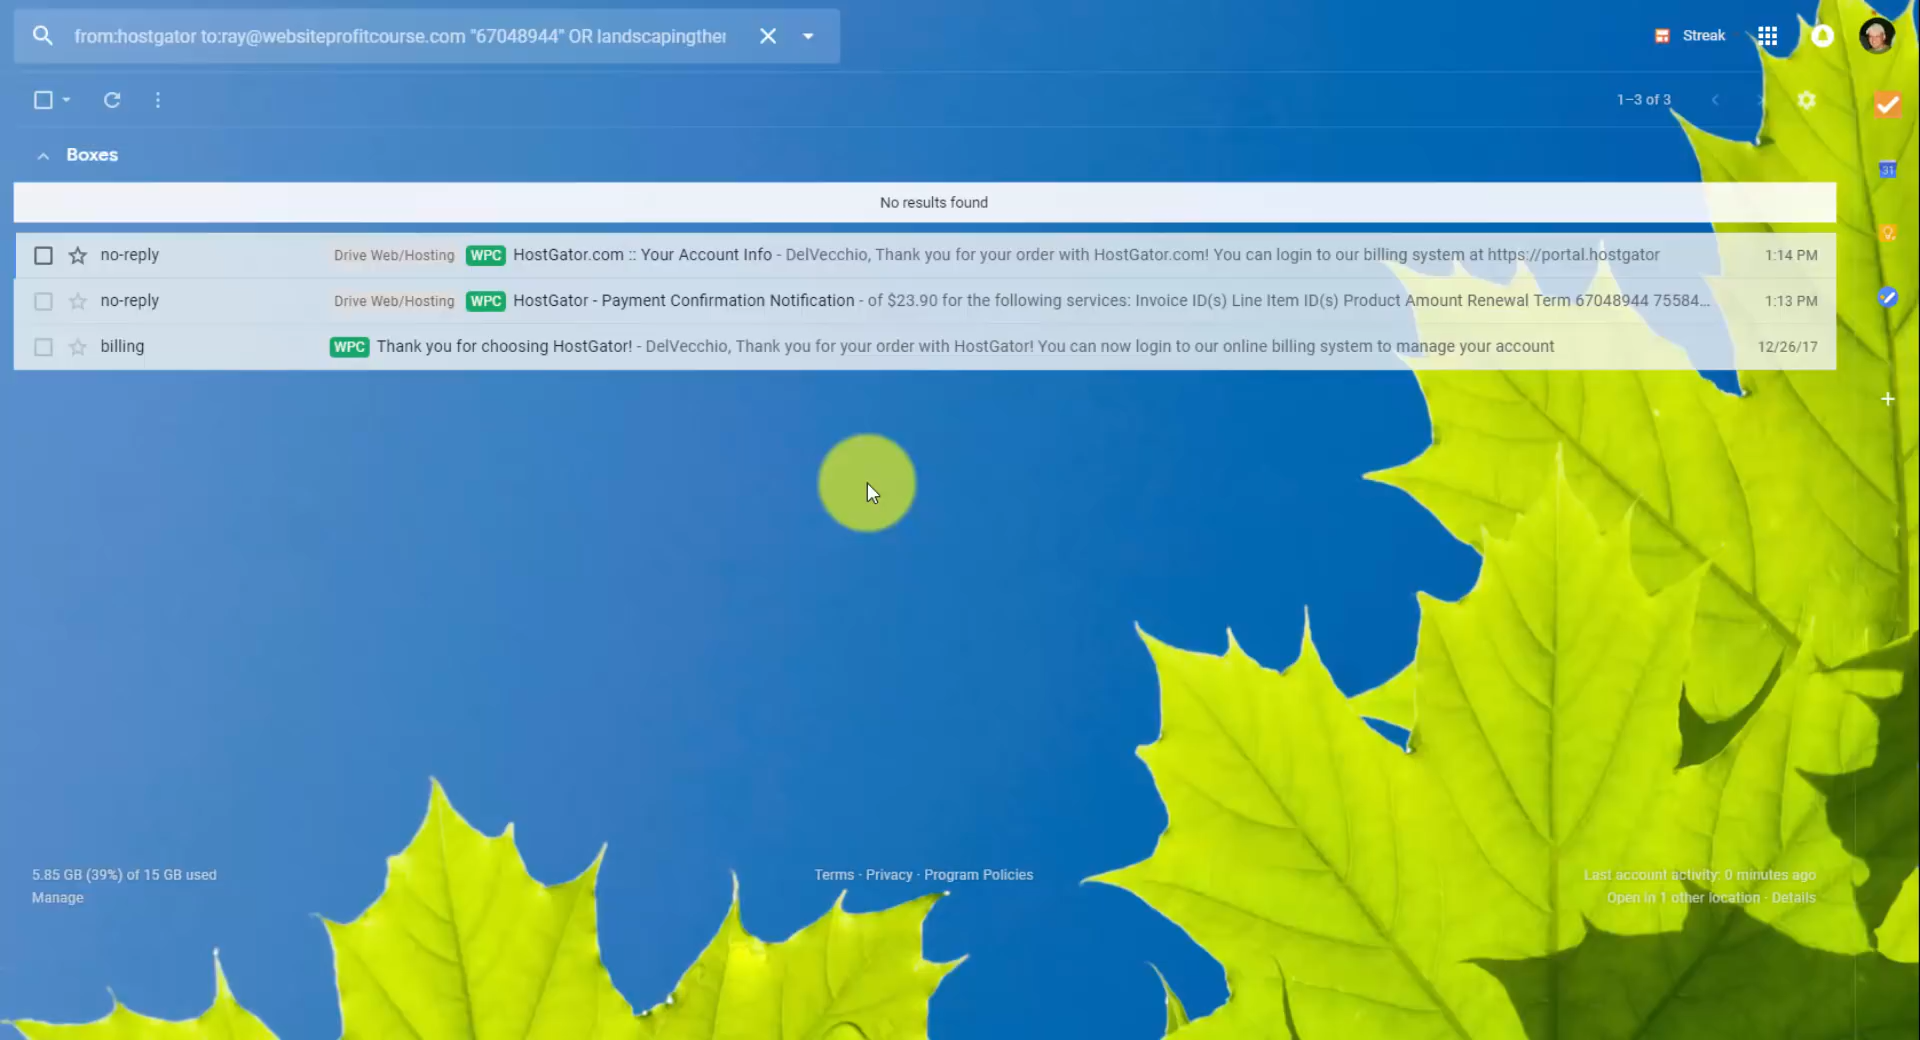 from:hostgator to:ray@websiteprofitcourse.com "67048944" OR landscapingther
Streak
1–3 of 3
Boxes
31
No results found
no-reply Drive Web/Hosting WPC HostGator.com :: Your Account Info - DelVecchio, Thank you for your order with HostGator.com! You can login to our billing system at https://portal.hostgator 1:14 PM
no-reply Drive Web/Hosting WPC HostGator - Payment Confirmation Notification - of $23.90 for the following services: Invoice ID(s) Line Item ID(s) Product Amount Renewal Term 67048944 75584... 1:13 PM
billing WPC Thank you for choosing HostGator! - DelVecchio, Thank you for your order with HostGator! You can now login to our online billing system to manage your account 12/26/17
5.85 GB (39%) of 15 GB used
Manage
Terms · Privacy · Program Policies
Last account activity: 0 minutes ago
Open in 1 other location · Details